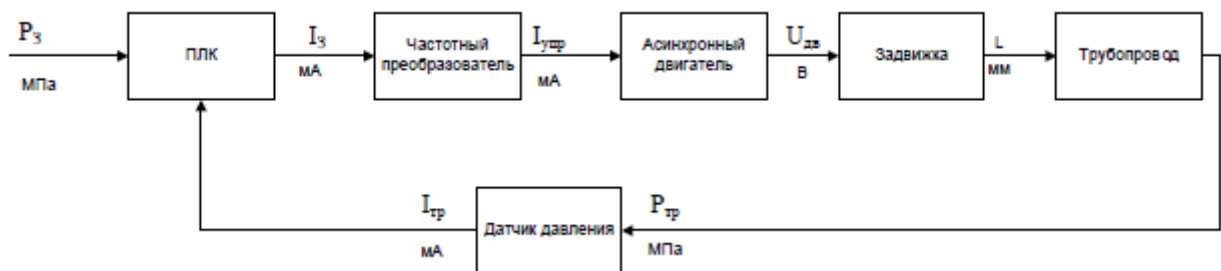 Pз
МПа
ПЛК
Iз
мА
Частотный
преобразователь
Iупр
мА
Асинхронный
двигатель
Uдв
В
Задвижка
L
мм
Трубопровод
Iтр
мА
Датчик давления
Pтр
МПа